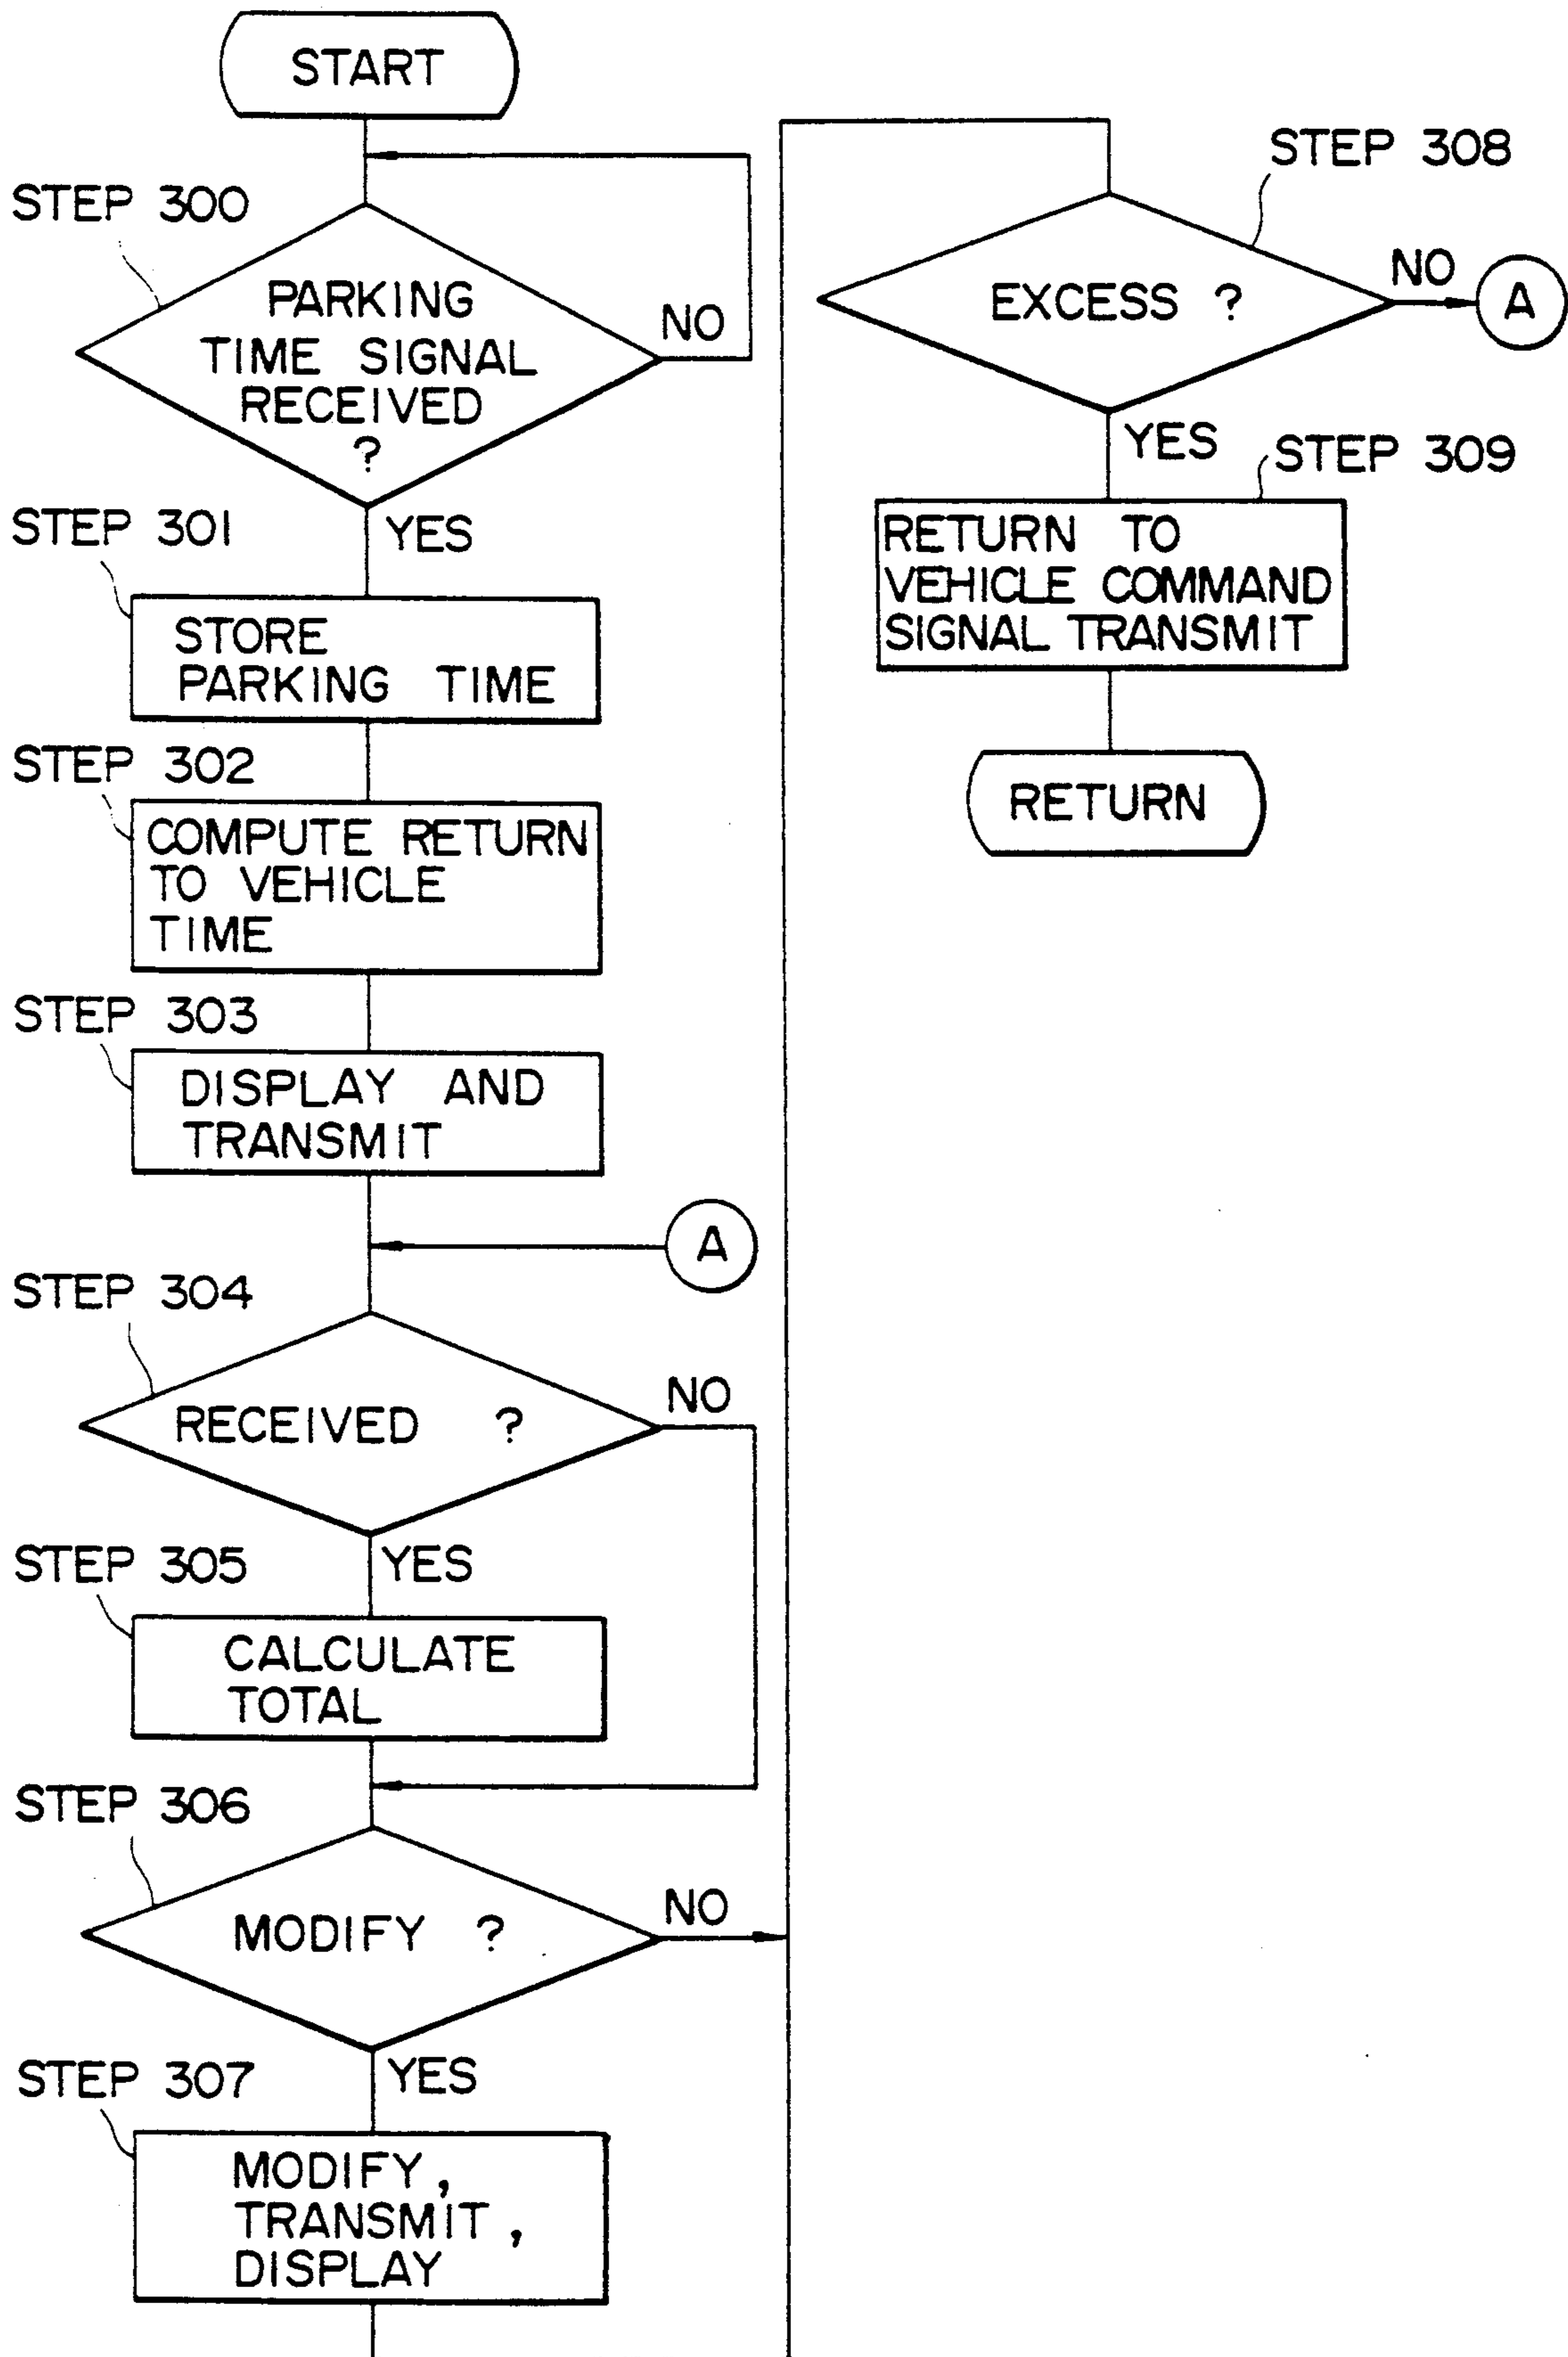 START
STEP 300
PARKING
TIME SIGNAL
RECEIVED
?
NO
YES
STEP 301
STORE
PARKING TIME
STEP 302
COMPUTE RETURN
TO VEHICLE
TIME
STEP 303
DISPLAY AND
TRANSMIT
A
STEP 304
RECEIVED ?
NO
YES
STEP 305
CALCULATE
TOTAL
STEP 306
MODIFY ?
NO
YES
STEP 307
MODIFY,
TRANSMIT,
DISPLAY
STEP 308
EXCESS ?
NO
A
YES
STEP 309
RETURN TO
VEHICLE COMMAND
SIGNAL TRANSMIT
RETURN